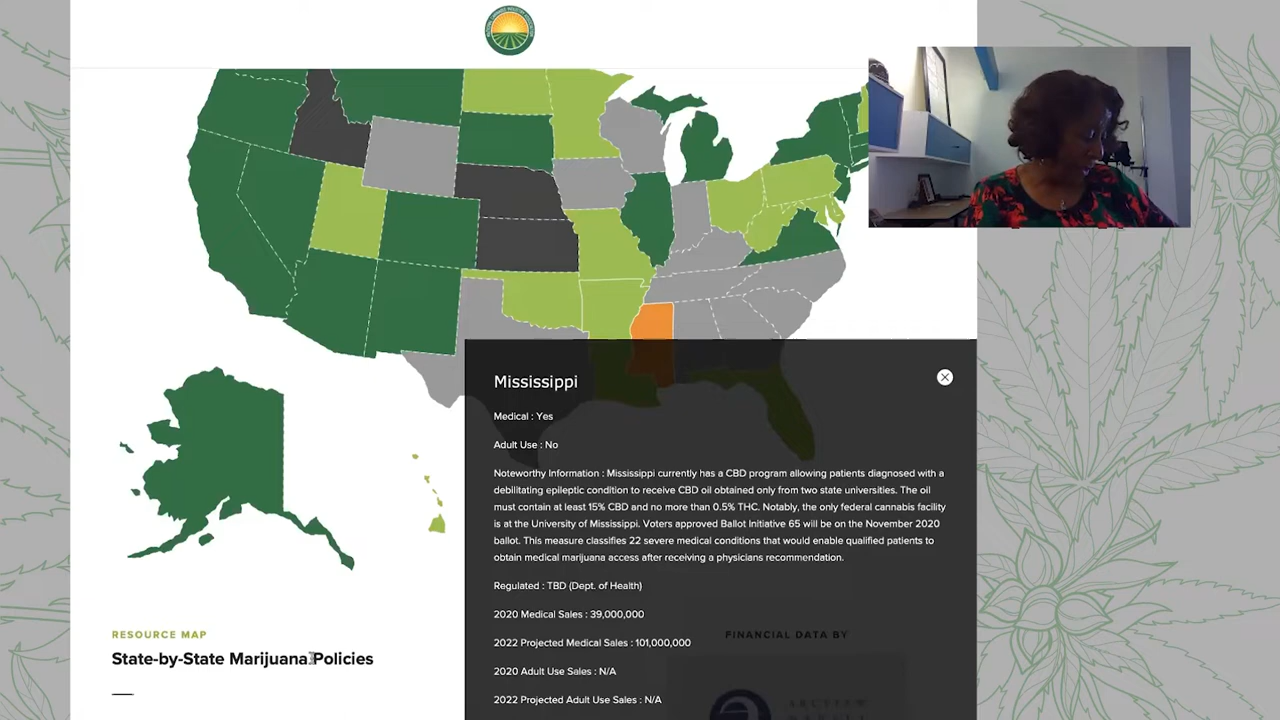 Mississippi
Medical : Yes
Adult Use : No
Noteworthy Information : Mississippi currently has a CBD program allowing patients diagnosed with a
debilitating epileptic condition to receive CBD oil obtained only from two state universities. The oil
must contain at least 15% CBD and no more than 0.5% THC. Notably, the only federal cannabis facility
is at the University of Mississippi. Voters approved Ballot Initiative 65 will be on the November 2020
ballot. This measure classifies 22 severe medical conditions that would enable qualified patients to
obtain medical marijuana access after receiving a physicians recommendation.
Regulated : TBD (Dept. of Health)
2020 Medical Sales : 39,000,000
2022 Projected Medical Sales : 101,000,000
2020 Adult Use Sales : N/A
2022 Projected Adult Use Sales : N/A
RESOURCE MAP
State-by-State Marijuana Policies
FINANCIAL DATA BY